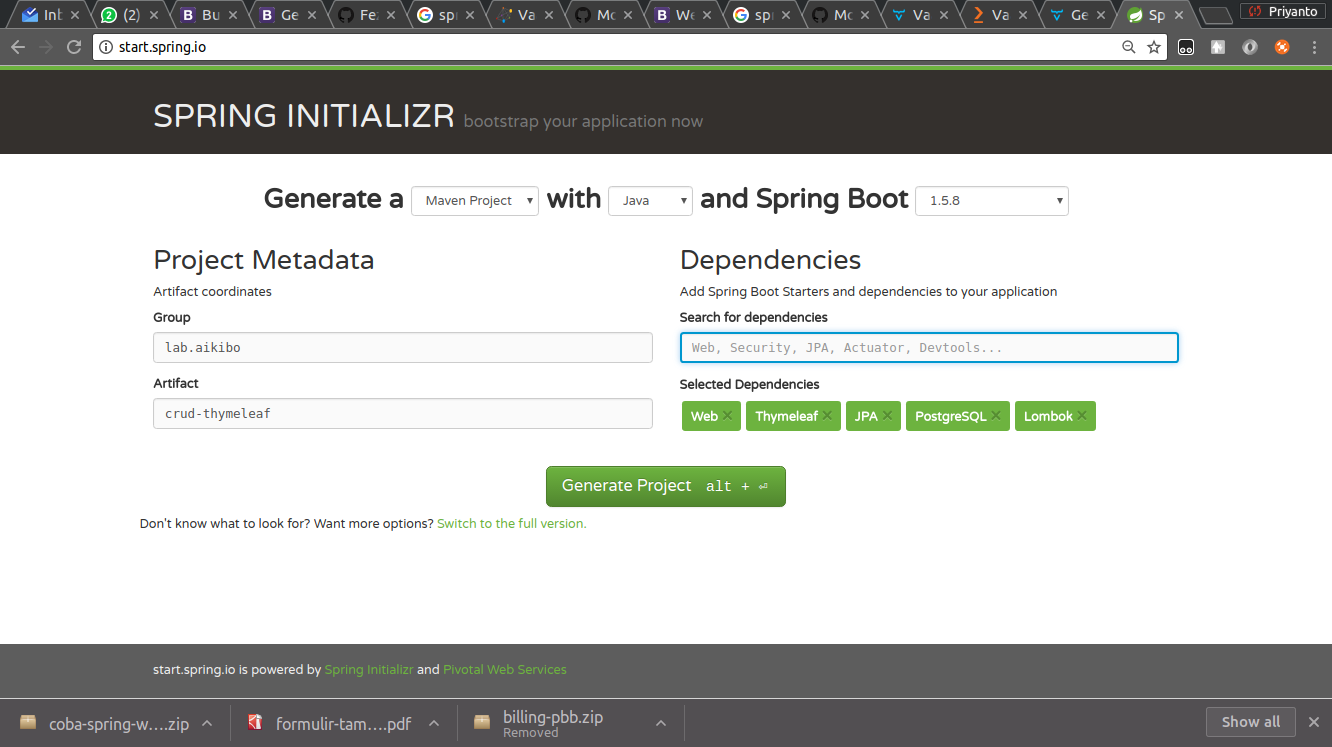 Int (2) Bu Ge Fe: spr Va Mc We spr Mc Va Va Ge Sp Priyanto
start.spring.io
SPRING INITIALIZR bootstrap your application now
Generate a Maven Project with Java and Spring Boot 1.5.8
Project Metadata
Artifact coordinates
Group
lab.aikibo
Artifact
crud-thymeleaf
Dependencies
Add Spring Boot Starters and dependencies to your application
Search for dependencies
Web, Security, JPA, Actuator, Devtools...
Selected Dependencies
Web Thymeleaf JPA PostgreSQL Lombok
Generate Project alt + ⏎
Don't know what to look for? Want more options? Switch to the full version.
start.spring.io is powered by Spring Initializr and Pivotal Web Services
coba-spring-w....zip formulir-tam....pdf billing-pbb.zip
Removed
Show all